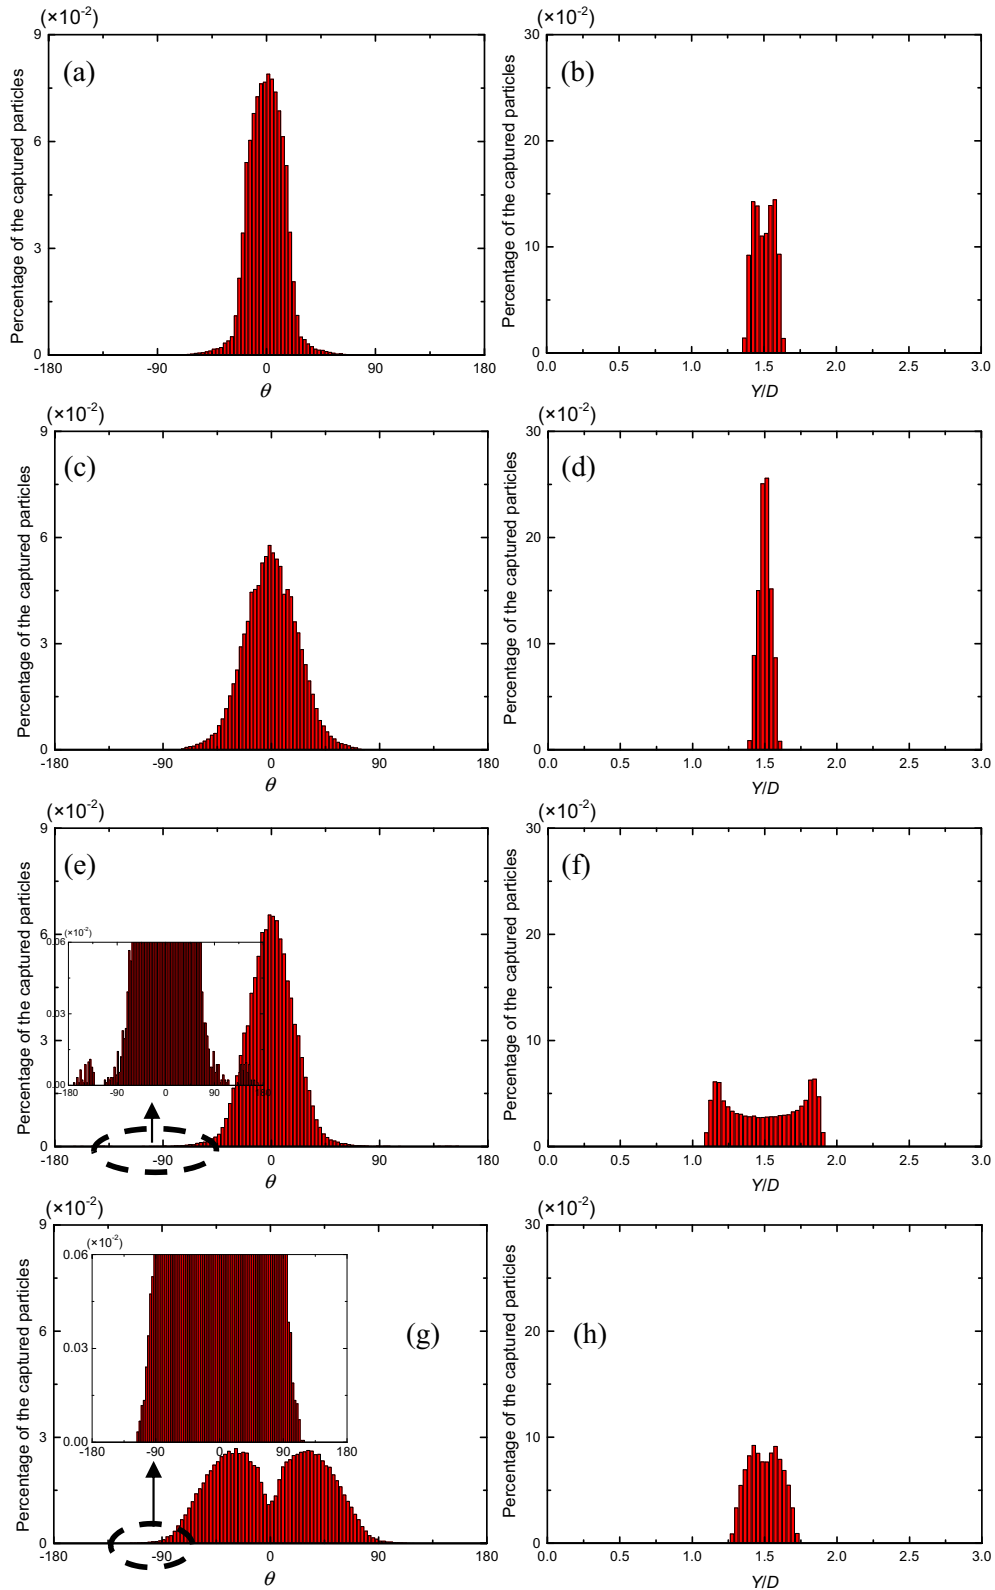 (×10-2)
9
6
3
0
Percentage of the captured particles
(a)
-180 -90 0 90 180
θ
(×10-2)
30
20
10
0
Percentage of the captured particles
(b)
0.0 0.5 1.0 1.5 2.0 2.5 3.0
Y/D
(×10-2)
9
6
3
0
Percentage of the captured particles
(c)
-180 -90 0 90 180
θ
(×10-2)
30
20
10
0
Percentage of the captured particles
(d)
0.0 0.5 1.0 1.5 2.0 2.5 3.0
Y/D
(×10-2)
9
6
3
0
Percentage of the captured particles
(e)
(×10-2)
0.06
0.03
0.00
-180 -90 0 90 180
-180 -90 0 90 180
θ
(×10-2)
30
20
10
0
Percentage of the captured particles
(f)
0.0 0.5 1.0 1.5 2.0 2.5 3.0
Y/D
(×10-2)
9
6
3
0
Percentage of the captured particles
(×10-2)
0.06
0.03
0.00
-180 -90 0 90 180
(g)
-180 -90 0 90 180
θ
(×10-2)
30
20
10
0
Percentage of the captured particles
(h)
0.0 0.5 1.0 1.5 2.0 2.5 3.0
Y/D